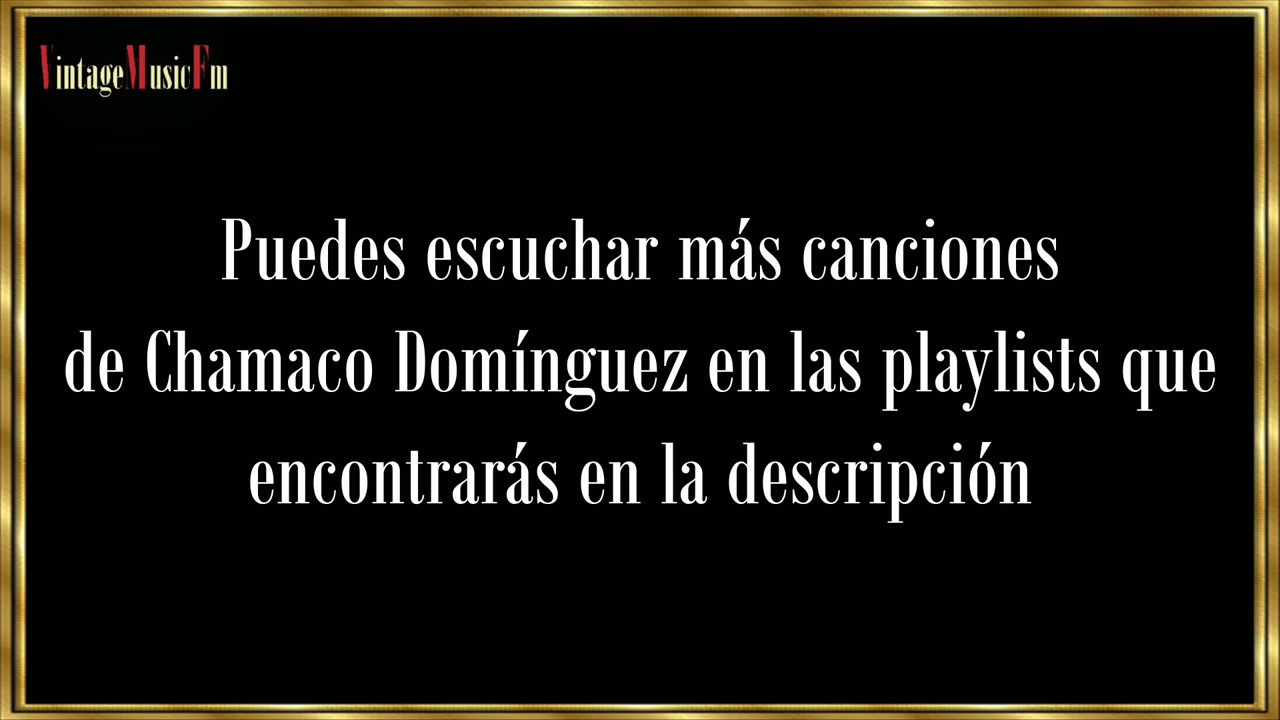 VintageMusicFm
Puedes escuchar más canciones
de Chamaco Domínguez en las playlists que
encontrarás en la descripción